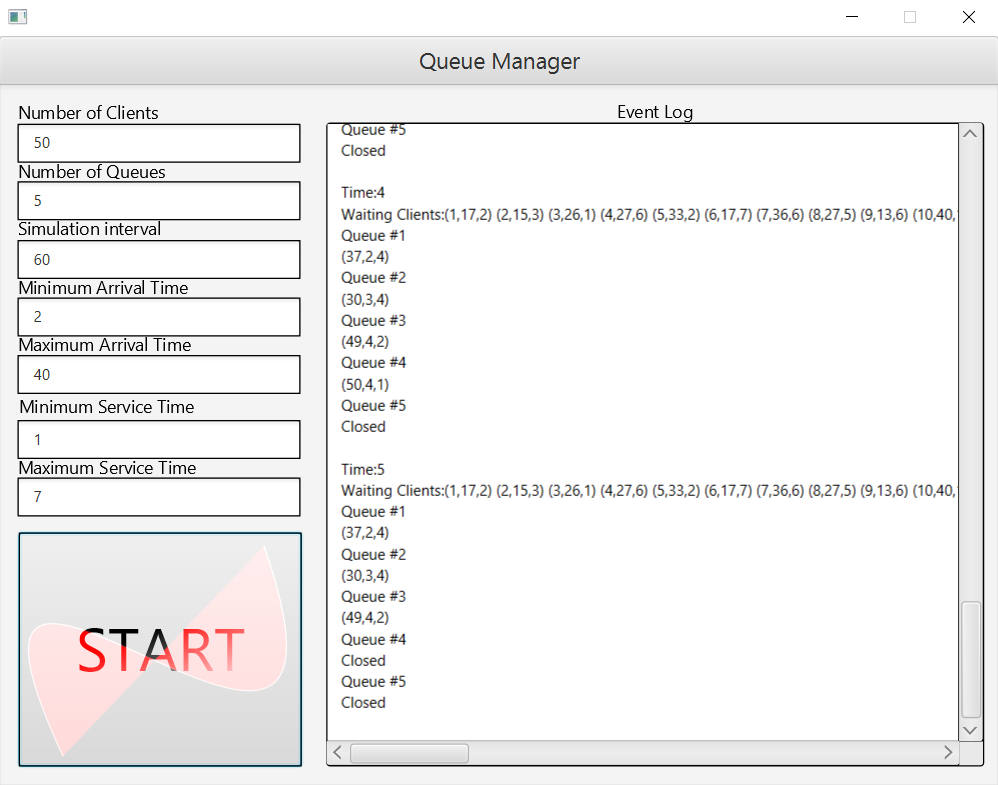 Queue Manager
Number of Clients
50
Number of Queues
5
Simulation interval
60
Minimum Arrival Time
2
Maximum Arrival Time
40
Minimum Service Time
1
Maximum Service Time
7
START
Event Log
Queue #5
Closed
Time:4
Waiting Clients:(1,17,2) (2,15,3) (3,26,1) (4,27,6) (5,33,2) (6,17,7) (7,36,6) (8,27,5) (9,13,6) (10,40,
Queue #1
(37,2,4)
Queue #2
(30,3,4)
Queue #3
(49,4,2)
Queue #4
(50,4,1)
Queue #5
Closed
Time:5
Waiting Clients:(1,17,2) (2,15,3) (3,26,1) (4,27,6) (5,33,2) (6,17,7) (7,36,6) (8,27,5) (9,13,6) (10,40,
Queue #1
(37,2,4)
Queue #2
(30,3,4)
Queue #3
(49,4,2)
Queue #4
Closed
Queue #5
Closed